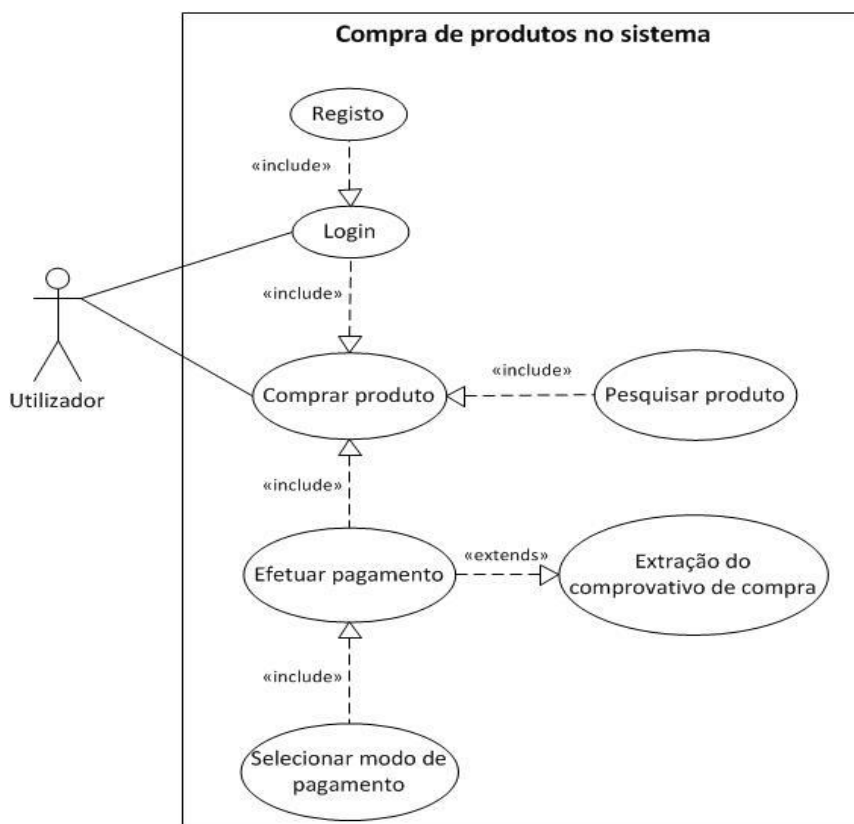 Compra de produtos no sistema
Registo
«include»
Login
«include»
Utilizador
Comprar produto
«include»
Pesquisar produto
«include»
Efetuar pagamento
«extends»
Extração do
comprovativo de compra
«include»
Selecionar modo de
pagamento